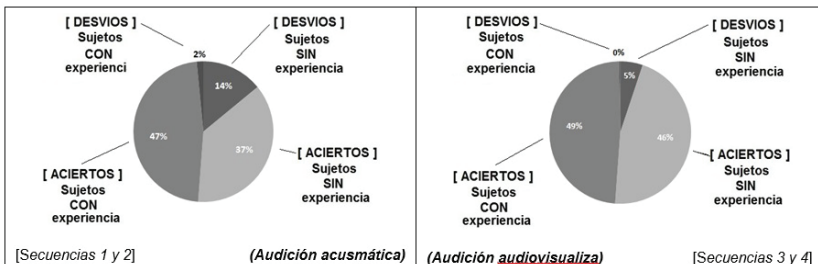 [ DESVIOS ]
Sujetos
CON
experienci
2%
[ DESVIOS ]
Sujetos
SIN
experiencia
14%
47%
37%
[ ACIERTOS ]
Sujetos
CON
experiencia
[ ACIERTOS ]
Sujetos
SIN
experiencia
[Secuencias 1 y 2]
(Audición acusmática)
[ DESVIOS ]
Sujetos
CON
experiencia
0%
[ DESVIOS ]
Sujetos
SIN
experiencia
5%
49%
46%
[ ACIERTOS ]
Sujetos
CON
experiencia
[ ACIERTOS ]
Sujetos
SIN
experiencia
(Audición audiovisualiza)
[Secuencias 3 y 4]